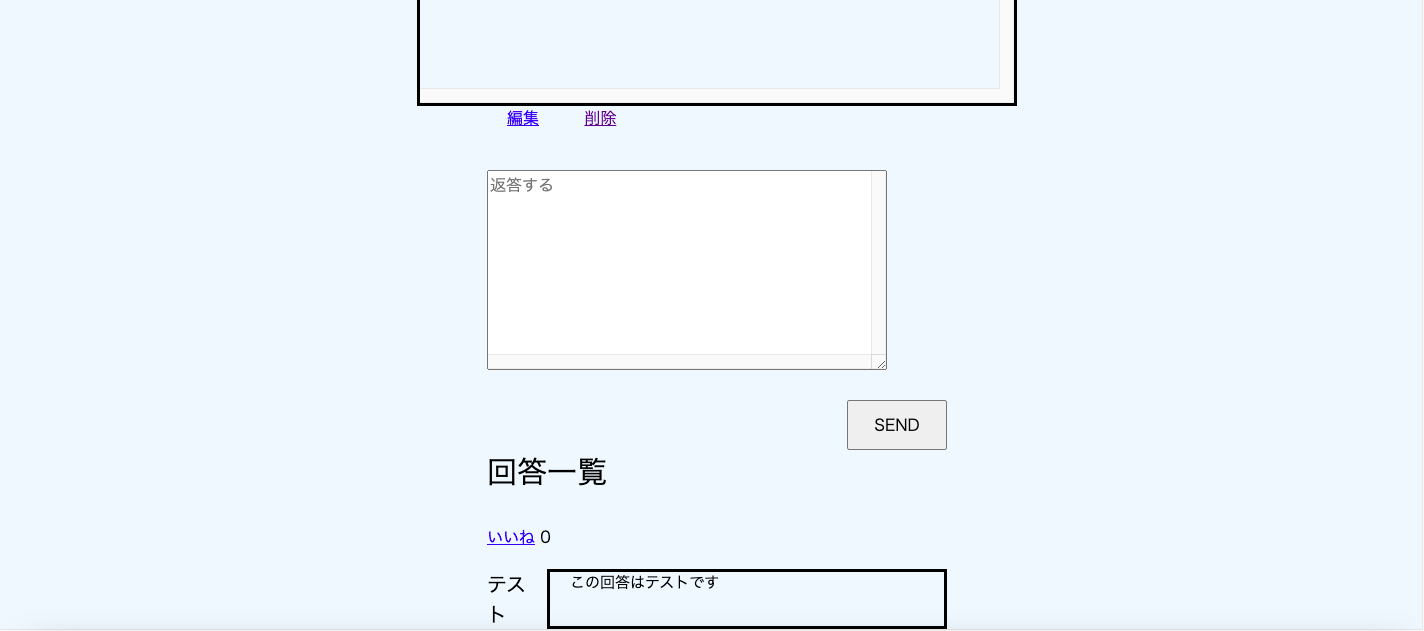 編集 削除
返答する
SEND
回答一覧
いいね 0
テス
ト
この回答はテストです